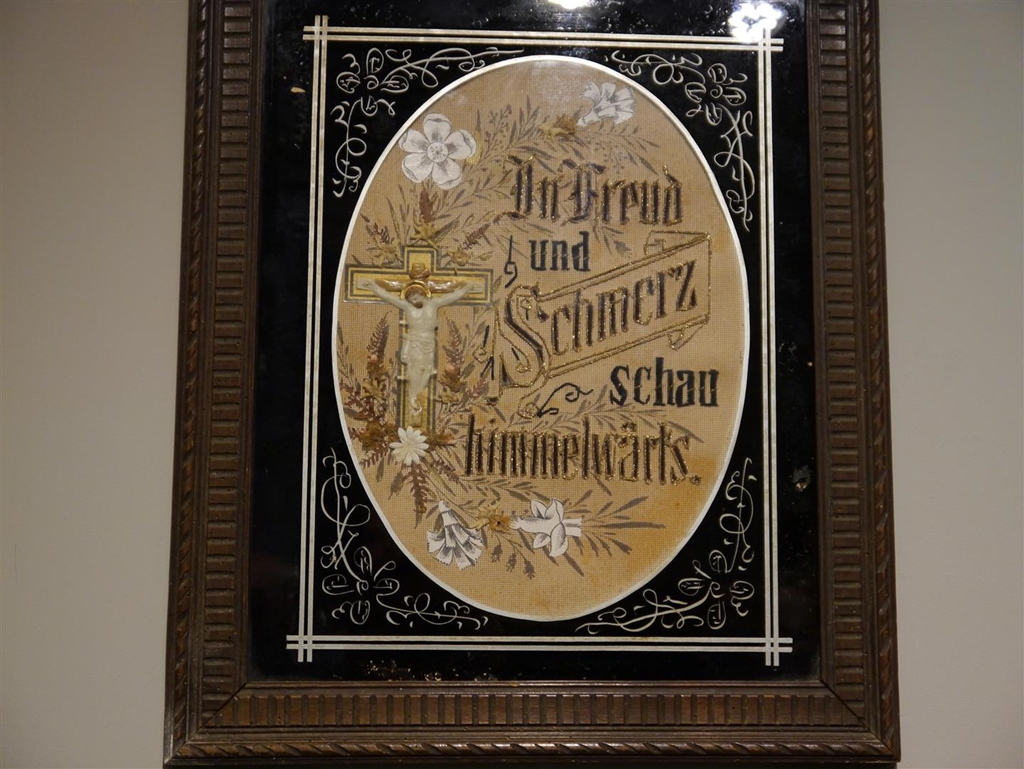 In Freud
und
Schmerz
schau
himmelwärts.